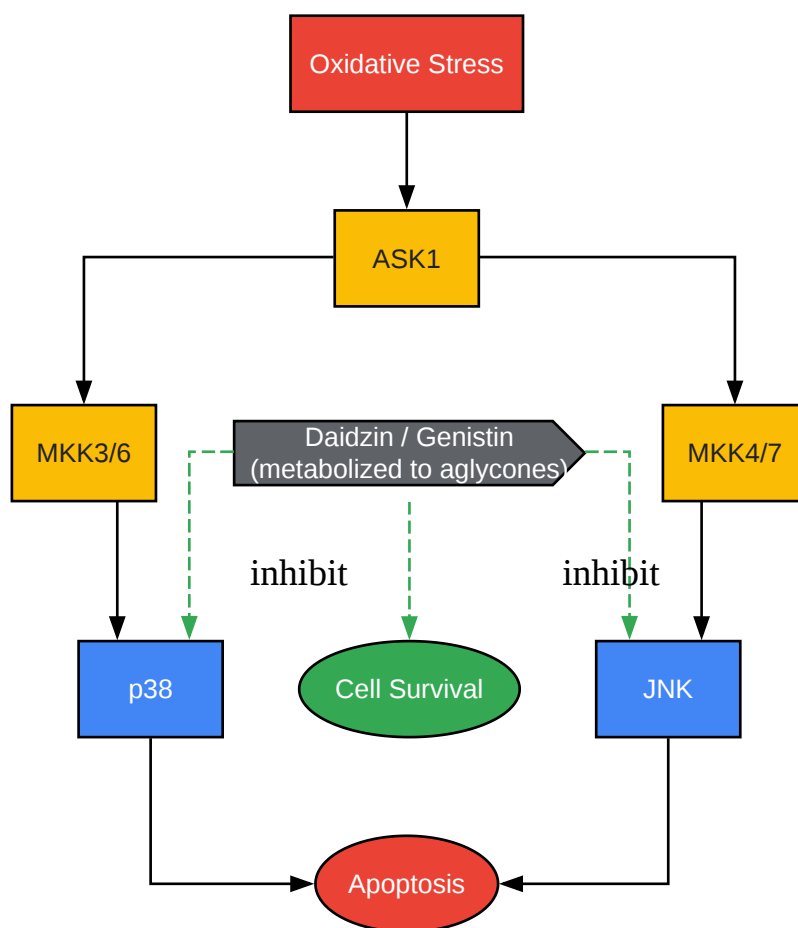 Oxidative Stress
ASK1
MKK3/6
Daidzin / Genistin
(metabolized to aglycones)
MKK4/7
inhibit
inhibit
p38
Cell Survival
JNK
Apoptosis